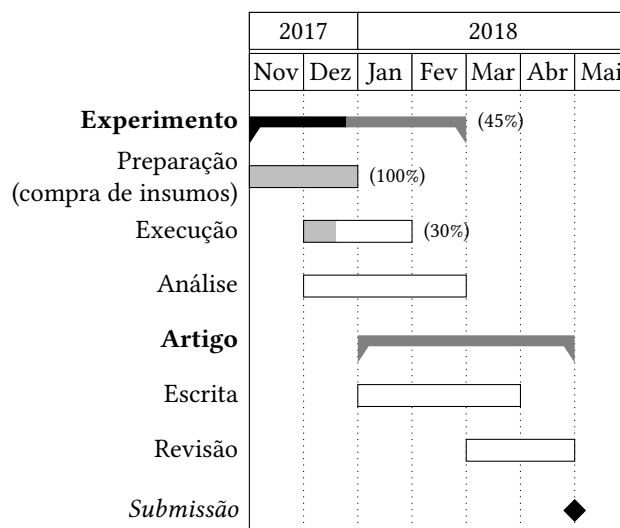 2017 2018
Nov Dez Jan Fev Mar Abr Mai
Experimento (45%)
Preparação
(compra de insumos) (100%)
Execução (30%)
Análise
Artigo
Escrita
Revisão
Submissão